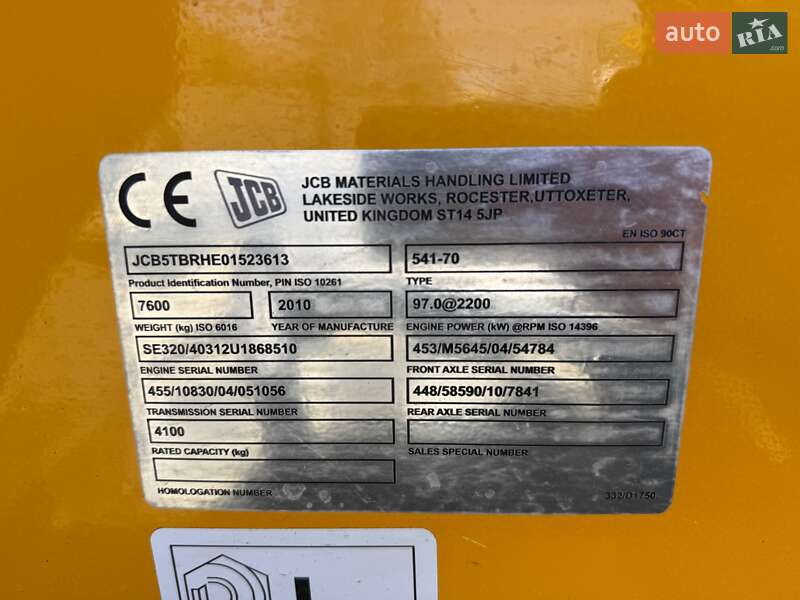 auto RIA.com
CE JCB
JCB MATERIALS HANDLING LIMITED
LAKESIDE WORKS, ROCESTER,UTTOXETER,
UNITED KINGDOM ST14 5JP
EN ISO 90CT
JCB5TBRHE01523613 541-70
Product Identification Number, PIN ISO 10261 TYPE
7600 2010 97.0@2200
WEIGHT (kg) ISO 6016 YEAR OF MANUFACTURE ENGINE POWER (kW) @RPM ISO 14396
SE320/40312U1868510 453/M5645/04/54784
ENGINE SERIAL NUMBER FRONT AXLE SERIAL NUMBER
455/10830/04/051056 448/58590/10/7841
TRANSMISSION SERIAL NUMBER REAR AXLE SERIAL NUMBER
4100
RATED CAPACITY (kg) SALES SPECIAL NUMBER
HOMOLOGATION NUMBER 332/D1750